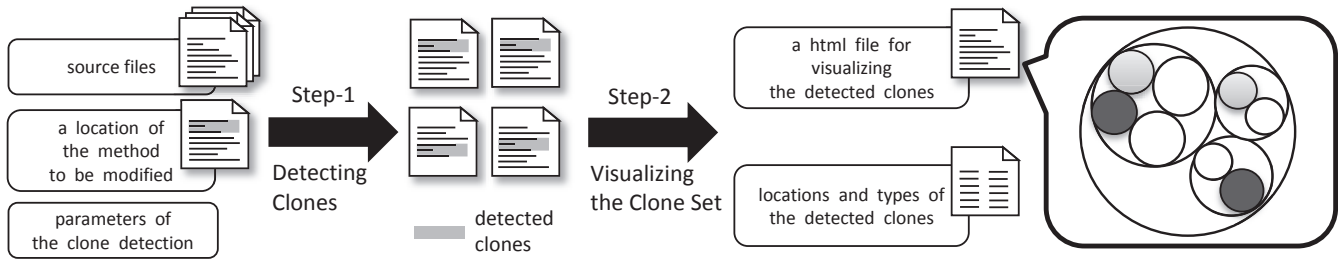 source files
a location of
the method
to be modified
parameters of
the clone detection
Step-1
Detecting
Clones
detected
clones
Step-2
Visualizing
the Clone Set
a html file for
visualizing
the detected clones
locations and types of
the detected clones